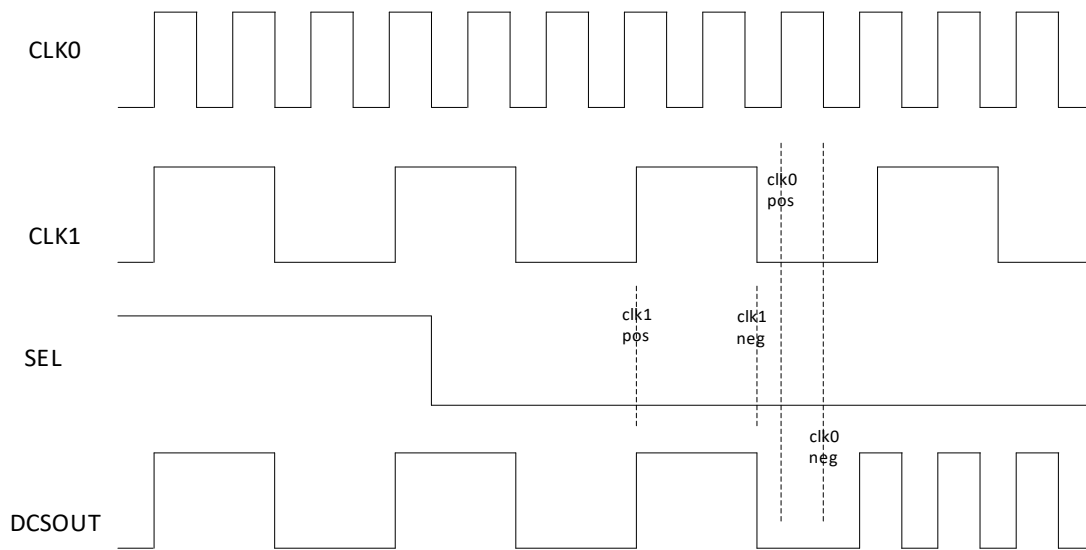 CLK0
CLK1
clk0
pos
clk1
pos
clk1
neg
SEL
clk0
neg
DCSOUT